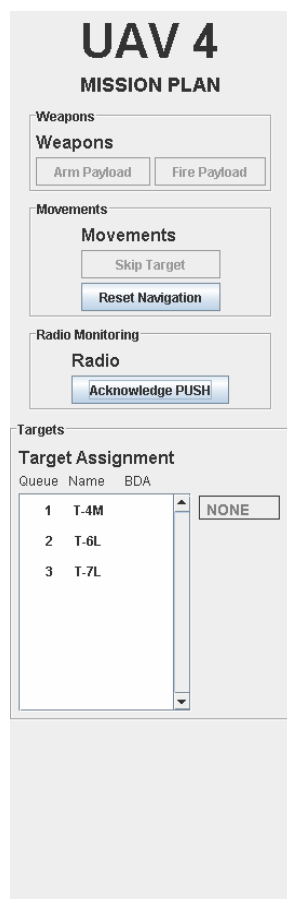 UAV 4
MISSION PLAN
Weapons
Weapons
Arm Payload Fire Payload
Movements
Movements
Skip Target
Reset Navigation
Radio Monitoring
Radio
Acknowledge PUSH
Targets
Target Assignment
Queue Name BDA
1 T-4M NONE
2 T-6L
3 T-7L